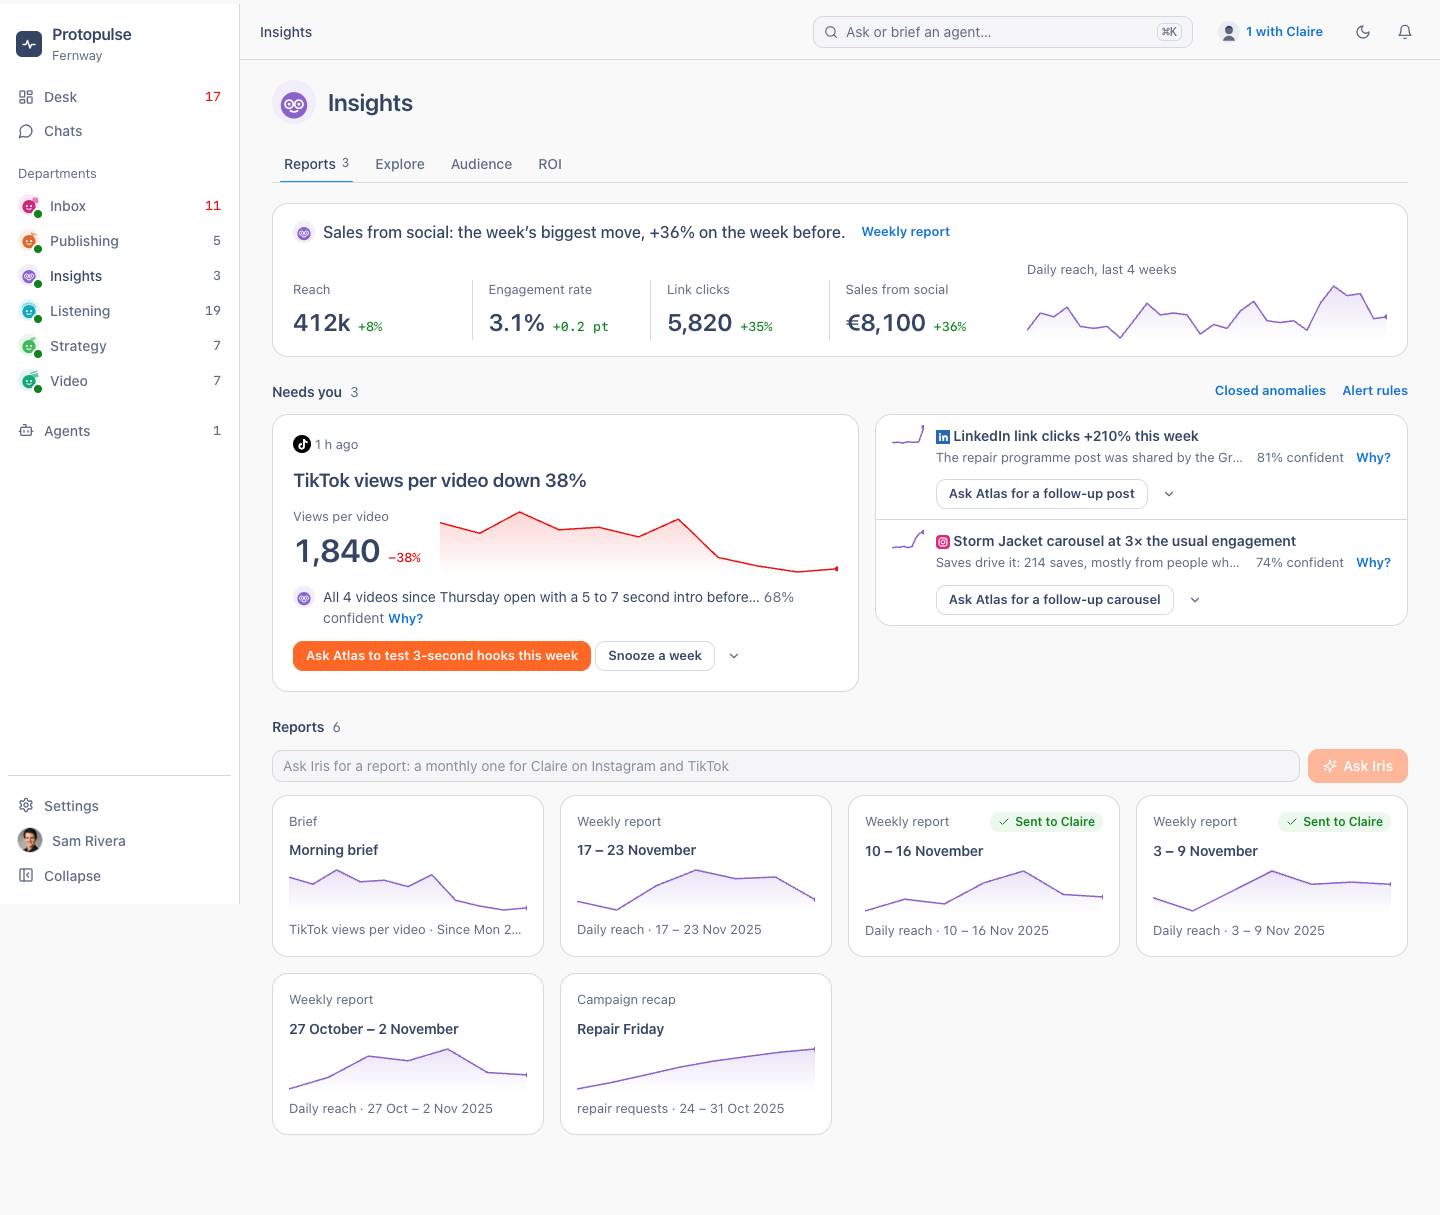 Protopulse
Fernway
Desk 17
Chats
Departments
Inbox 11
Publishing 5
Insights 3
Listening 19
Strategy 7
Video 7
Agents 1
Settings
Sam Rivera
Collapse
Insights
Ask or brief an agent...
⌘K
1 with Claire
Insights
Reports 3 Explore Audience ROI
Sales from social: the week’s biggest move, +36% on the week before. Weekly report
Reach
412k +8%
Engagement rate
3.1% +0.2 pt
Link clicks
5,820 +35%
Sales from social
€8,100 +36%
Daily reach, last 4 weeks
Needs you 3
Closed anomalies Alert rules
1 h ago
TikTok views per video down 38%
Views per video
1,840 −38%
All 4 videos since Thursday open with a 5 to 7 second intro before... 68%
confident Why?
Ask Atlas to test 3-second hooks this week
Snooze a week
LinkedIn link clicks +210% this week
The repair programme post was shared by the Gr... 81% confident Why?
Ask Atlas for a follow-up post
Storm Jacket carousel at 3× the usual engagement
Saves drive it: 214 saves, mostly from people wh... 74% confident Why?
Ask Atlas for a follow-up carousel
Reports 6
Ask Iris for a report: a monthly one for Claire on Instagram and TikTok
Ask Iris
Brief
Morning brief
TikTok views per video · Since Mon 2...
Weekly report
17 – 23 November
Daily reach · 17 – 23 Nov 2025
Weekly report Sent to Claire
10 – 16 November
Daily reach · 10 – 16 Nov 2025
Weekly report Sent to Claire
3 – 9 November
Daily reach · 3 – 9 Nov 2025
Weekly report
27 October – 2 November
Daily reach · 27 Oct – 2 Nov 2025
Campaign recap
Repair Friday
repair requests · 24 – 31 Oct 2025